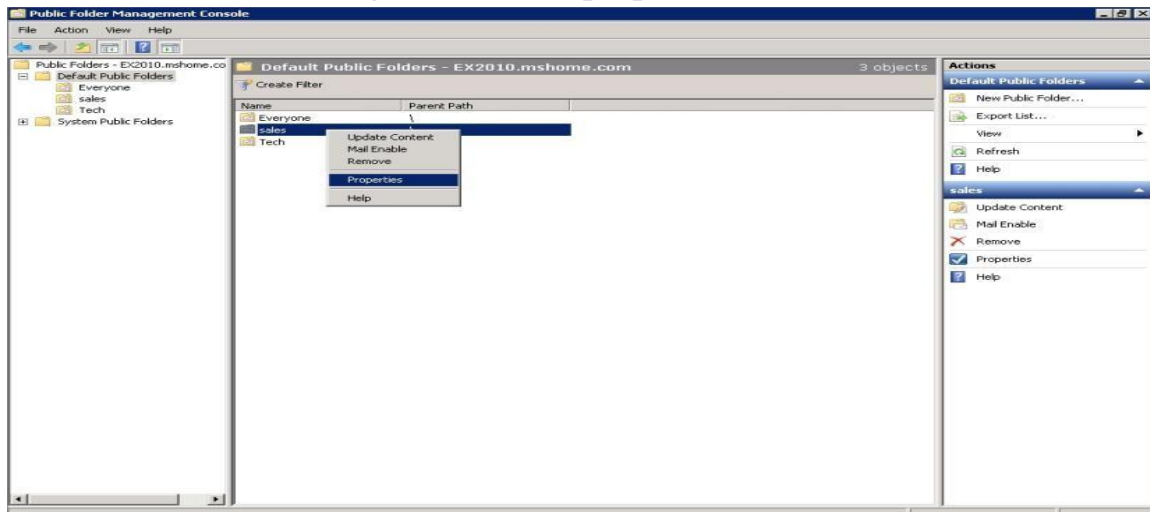 Public Folder Management Console
File Action View Help
Public Folders - EX2010.mshome.co
Default Public Folders
Everyone
sales
Tech
System Public Folders
Default Public Folders - EX2010.mshome.com 3 objects
Create Filter
Name Parent Path
Everyone \
sales
Tech
Update Content
Mail Enable
Remove
Properties
Help
Actions
Default Public Folders
New Public Folder...
Export List...
View
Refresh
Help
sales
Update Content
Mail Enable
Remove
Properties
Help